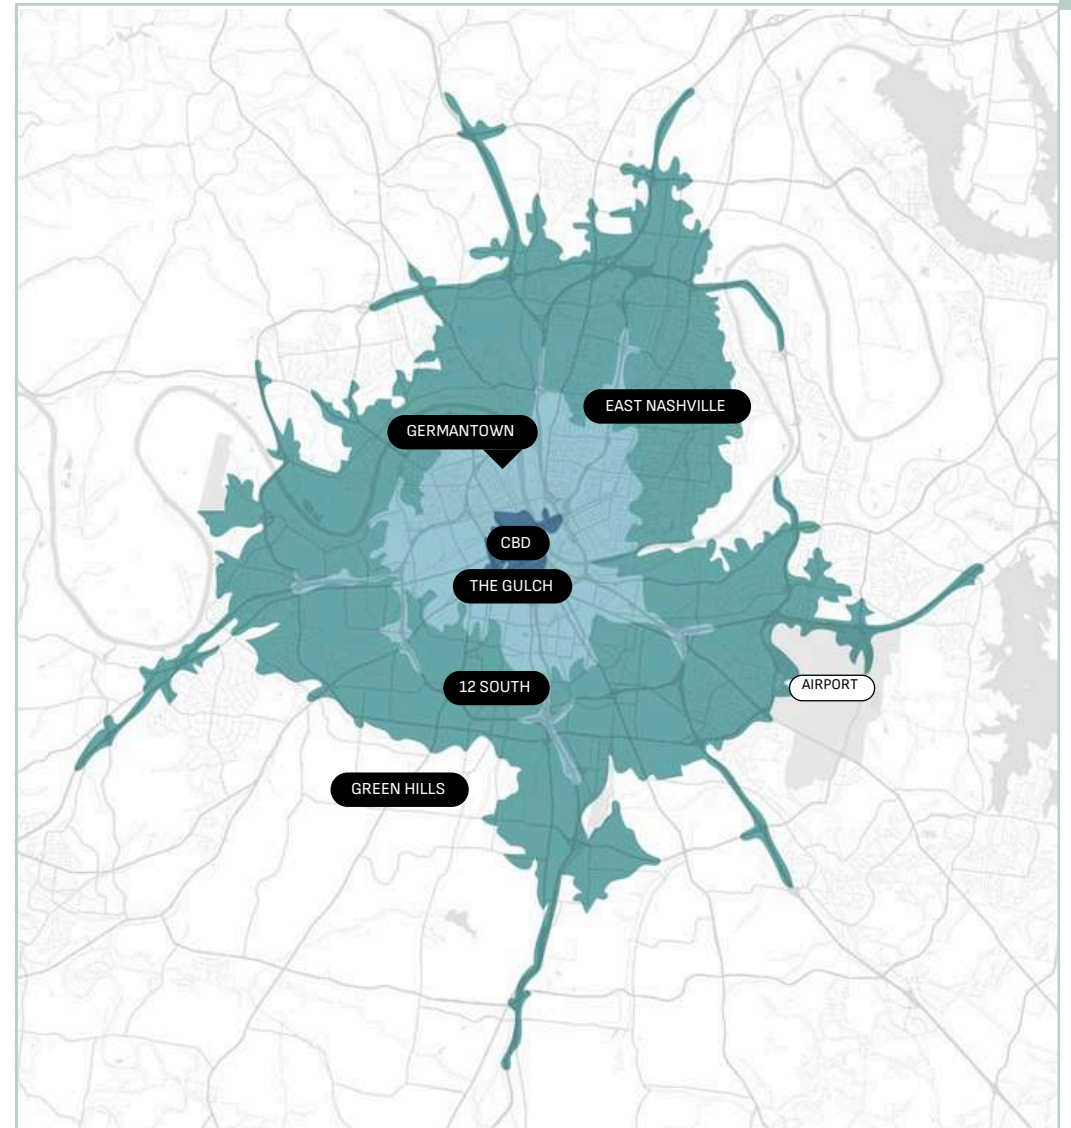 EAST NASHVILLE
GERMANTOWN
CBD
THE GULCH
12 SOUTH
AIRPORT
GREEN HILLS